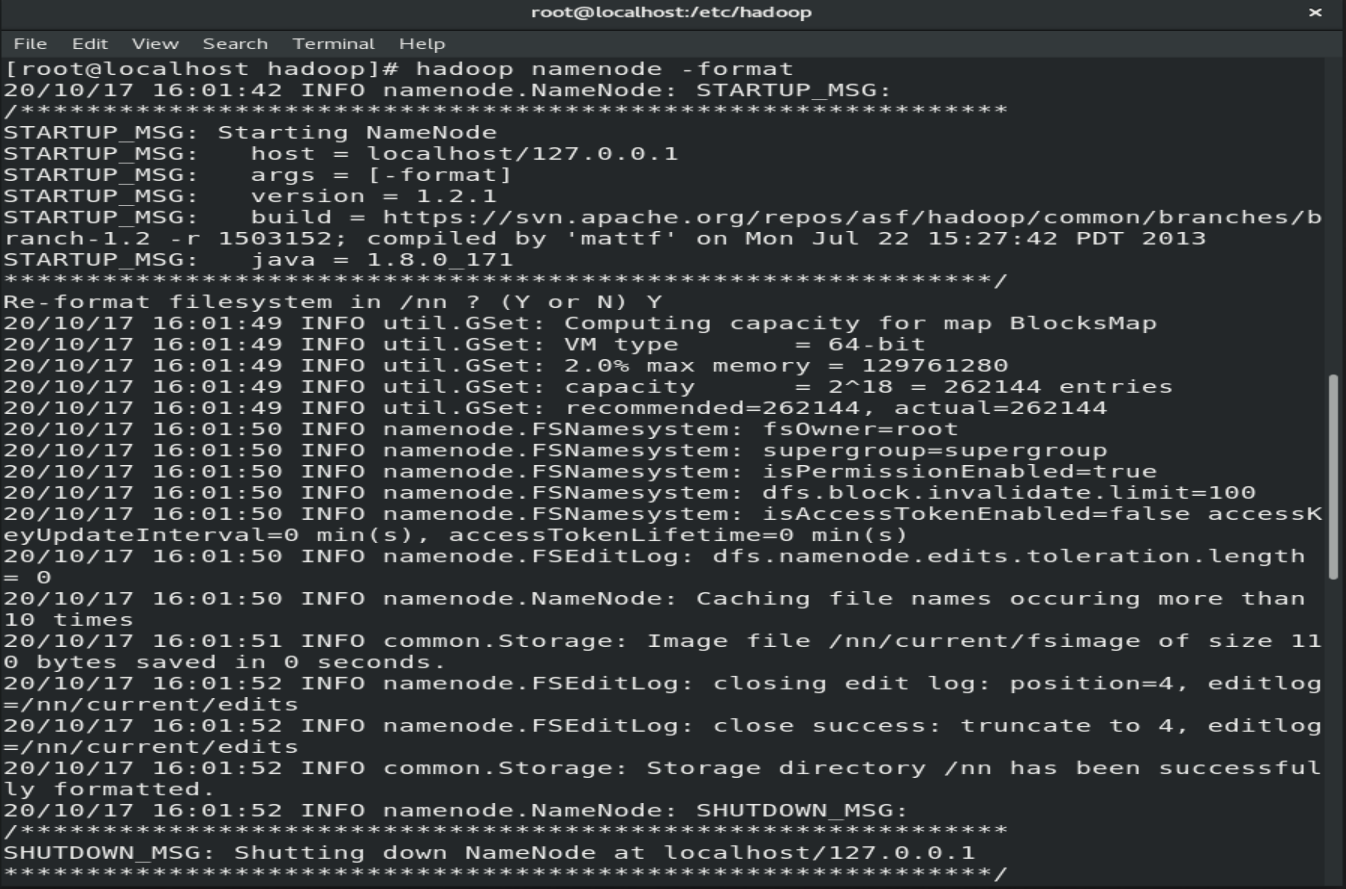 root@localhost:/etc/hadoop ×
File Edit View Search Terminal Help
[root@localhost hadoop]# hadoop namenode -format
20/10/17 16:01:42 INFO namenode.NameNode: STARTUP_MSG:
/************************************************************
STARTUP_MSG: Starting NameNode
STARTUP_MSG:   host = localhost/127.0.0.1
STARTUP_MSG:   args = [-format]
STARTUP_MSG:   version = 1.2.1
STARTUP_MSG:   build = https://svn.apache.org/repos/asf/hadoop/common/branches/b
ranch-1.2 -r 1503152; compiled by 'mattf' on Mon Jul 22 15:27:42 PDT 2013
STARTUP_MSG:   java = 1.8.0_171
************************************************************/
Re-format filesystem in /nn ? (Y or N) Y
20/10/17 16:01:49 INFO util.GSet: Computing capacity for map BlocksMap
20/10/17 16:01:49 INFO util.GSet: VM type       = 64-bit
20/10/17 16:01:49 INFO util.GSet: 2.0% max memory = 129761280
20/10/17 16:01:49 INFO util.GSet: capacity      = 2^18 = 262144 entries
20/10/17 16:01:49 INFO util.GSet: recommended=262144, actual=262144
20/10/17 16:01:50 INFO namenode.FSNamesystem: fsOwner=root
20/10/17 16:01:50 INFO namenode.FSNamesystem: supergroup=supergroup
20/10/17 16:01:50 INFO namenode.FSNamesystem: isPermissionEnabled=true
20/10/17 16:01:50 INFO namenode.FSNamesystem: dfs.block.invalidate.limit=100
20/10/17 16:01:50 INFO namenode.FSNamesystem: isAccessTokenEnabled=false accessK
eyUpdateInterval=0 min(s), accessTokenLifetime=0 min(s)
20/10/17 16:01:50 INFO namenode.FSEditLog: dfs.namenode.edits.toleration.length
= 0
20/10/17 16:01:50 INFO namenode.NameNode: Caching file names occuring more than
10 times
20/10/17 16:01:51 INFO common.Storage: Image file /nn/current/fsimage of size 11
0 bytes saved in 0 seconds.
20/10/17 16:01:52 INFO namenode.FSEditLog: closing edit log: position=4, editlog
=/nn/current/edits
20/10/17 16:01:52 INFO namenode.FSEditLog: close success: truncate to 4, editlog
=/nn/current/edits
20/10/17 16:01:52 INFO common.Storage: Storage directory /nn has been successful
ly formatted.
20/10/17 16:01:52 INFO namenode.NameNode: SHUTDOWN_MSG:
/************************************************************
SHUTDOWN_MSG: Shutting down NameNode at localhost/127.0.0.1
************************************************************/